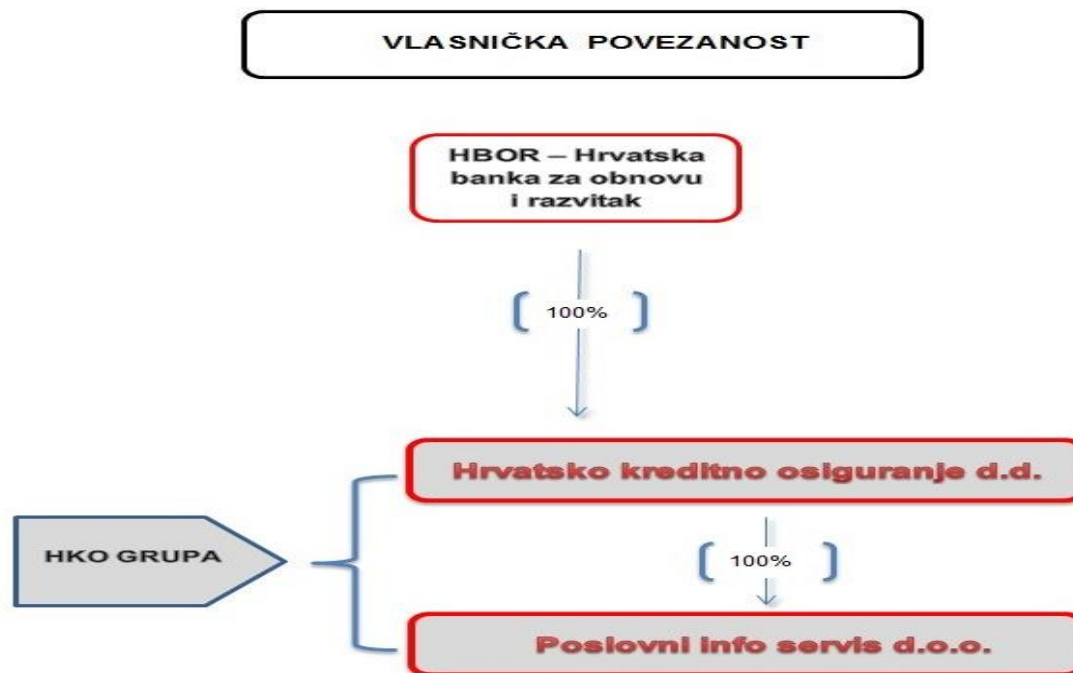 VLASNIČKA POVEZANOST
HBOR – Hrvatska
banka za obnovu
i razvitak
100%
Hrvatsko kreditno osiguranje d.d.
HKO GRUPA
100%
Poslovni info servis d.o.o.